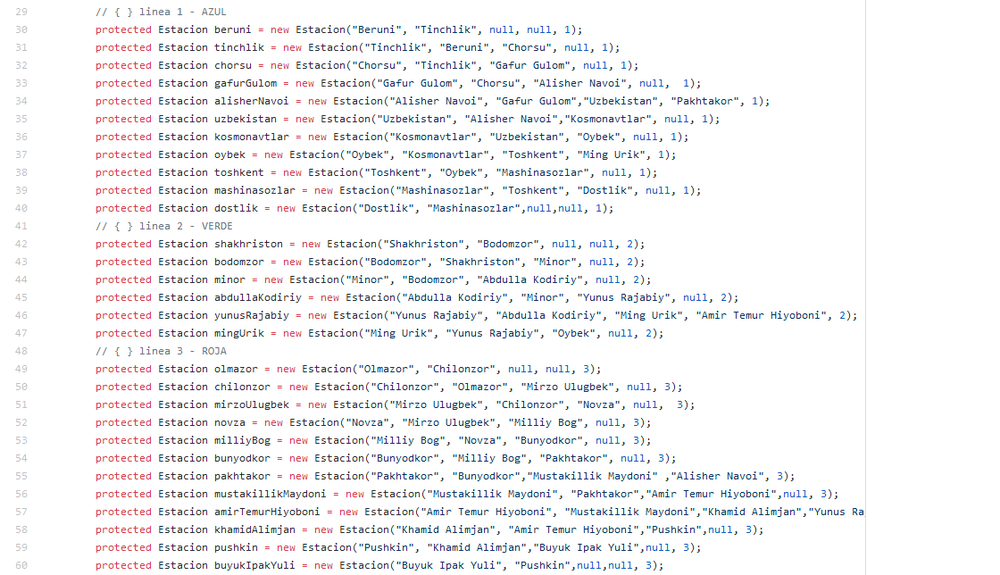 29 // { } linea 1 - AZUL
30 protected Estacion beruni = new Estacion("Beruni", "Tinchlik", null, null, 1);
31 protected Estacion tinchlik = new Estacion("Tinchlik", "Beruni", "Chorsu", null, 1);
32 protected Estacion chorsu = new Estacion("Chorsu", "Tinchlik", "Gafur Gulom", null, 1);
33 protected Estacion gafurGulom = new Estacion("Gafur Gulom", "Chorsu", "Alisher Navoi", null,  1);
34 protected Estacion alisherNavoi = new Estacion("Alisher Navoi", "Gafur Gulom","Uzbekistan", "Pakhtakor", 1);
35 protected Estacion uzbekistan = new Estacion("Uzbekistan", "Alisher Navoi","Kosmonavtlar", null, 1);
36 protected Estacion kosmonavtlar = new Estacion("Kosmonavtlar", "Uzbekistan", "Oybek", null, 1);
37 protected Estacion oybek = new Estacion("Oybek", "Kosmonavtlar", "Toshkent", "Ming Urik", 1);
38 protected Estacion toshkent = new Estacion("Toshkent", "Oybek", "Mashinasozlar", null, 1);
39 protected Estacion mashinasozlar = new Estacion("Mashinasozlar", "Toshkent", "Dostlik", null, 1);
40 protected Estacion dostlik = new Estacion("Dostlik", "Mashinasozlar",null,null, 1);
41 // { } linea 2 - VERDE
42 protected Estacion shakhriston = new Estacion("Shakhriston", "Bodomzor", null, null, 2);
43 protected Estacion bodomzor = new Estacion("Bodomzor", "Shakhriston", "Minor", null, 2);
44 protected Estacion minor = new Estacion("Minor", "Bodomzor", "Abdulla Kodiriy", null, 2);
45 protected Estacion abdullaKodiriy = new Estacion("Abdulla Kodiriy", "Minor", "Yunus Rajabiy", null, 2);
46 protected Estacion yunusRajabiy = new Estacion("Yunus Rajabiy", "Abdulla Kodiriy", "Ming Urik", "Amir Temur Hiyoboni", 2);
47 protected Estacion mingUrik = new Estacion("Ming Urik", "Yunus Rajabiy", "Oybek", null, 2);
48 // { } linea 3 - ROJA
49 protected Estacion olmazor = new Estacion("Olmazor", "Chilonzor", null, null, 3);
50 protected Estacion chilonzor = new Estacion("Chilonzor", "Olmazor", "Mirzo Ulugbek", null, 3);
51 protected Estacion mirzoUlugbek = new Estacion("Mirzo Ulugbek", "Chilonzor", "Novza", null,  3);
52 protected Estacion novza = new Estacion("Novza", "Mirzo Ulugbek", "Milliy Bog", null, 3);
53 protected Estacion milliyBog = new Estacion("Milliy Bog", "Novza", "Bunyodkor", null, 3);
54 protected Estacion bunyodkor = new Estacion("Bunyodkor", "Milliy Bog", "Pakhtakor", null, 3);
55 protected Estacion pakhtakor = new Estacion("Pakhtakor", "Bunyodkor","Mustakillik Maydoni" ,"Alisher Navoi", 3);
56 protected Estacion mustakillikMaydoni = new Estacion("Mustakillik Maydoni", "Pakhtakor","Amir Temur Hiyoboni",null, 3);
57 protected Estacion amirTemurHiyoboni = new Estacion("Amir Temur Hiyoboni", "Mustakillik Maydoni","Khamid Alimjan","Yunus Ra
58 protected Estacion khamidAlimjan = new Estacion("Khamid Alimjan", "Amir Temur Hiyoboni","Pushkin",null, 3);
59 protected Estacion pushkin = new Estacion("Pushkin", "Khamid Alimjan","Buyuk Ipak Yuli",null, 3);
60 protected Estacion buyukIpakYuli = new Estacion("Buyuk Ipak Yuli", "Pushkin",null,null, 3);